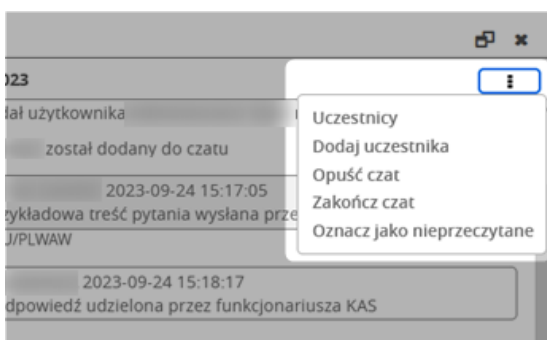 023
dał użytkownika
został dodany do czatu
2023-09-24 15:17:05
zykładowa treść pytania wysłana prze
U/PLWAW
2023-09-24 15:18:17
dpowiedź udzielona przez funkcjonariusza KAS
Uczestnicy
Dodaj uczestnika
Opuść czat
Zakończ czat
Oznacz jako nieprzeczytane